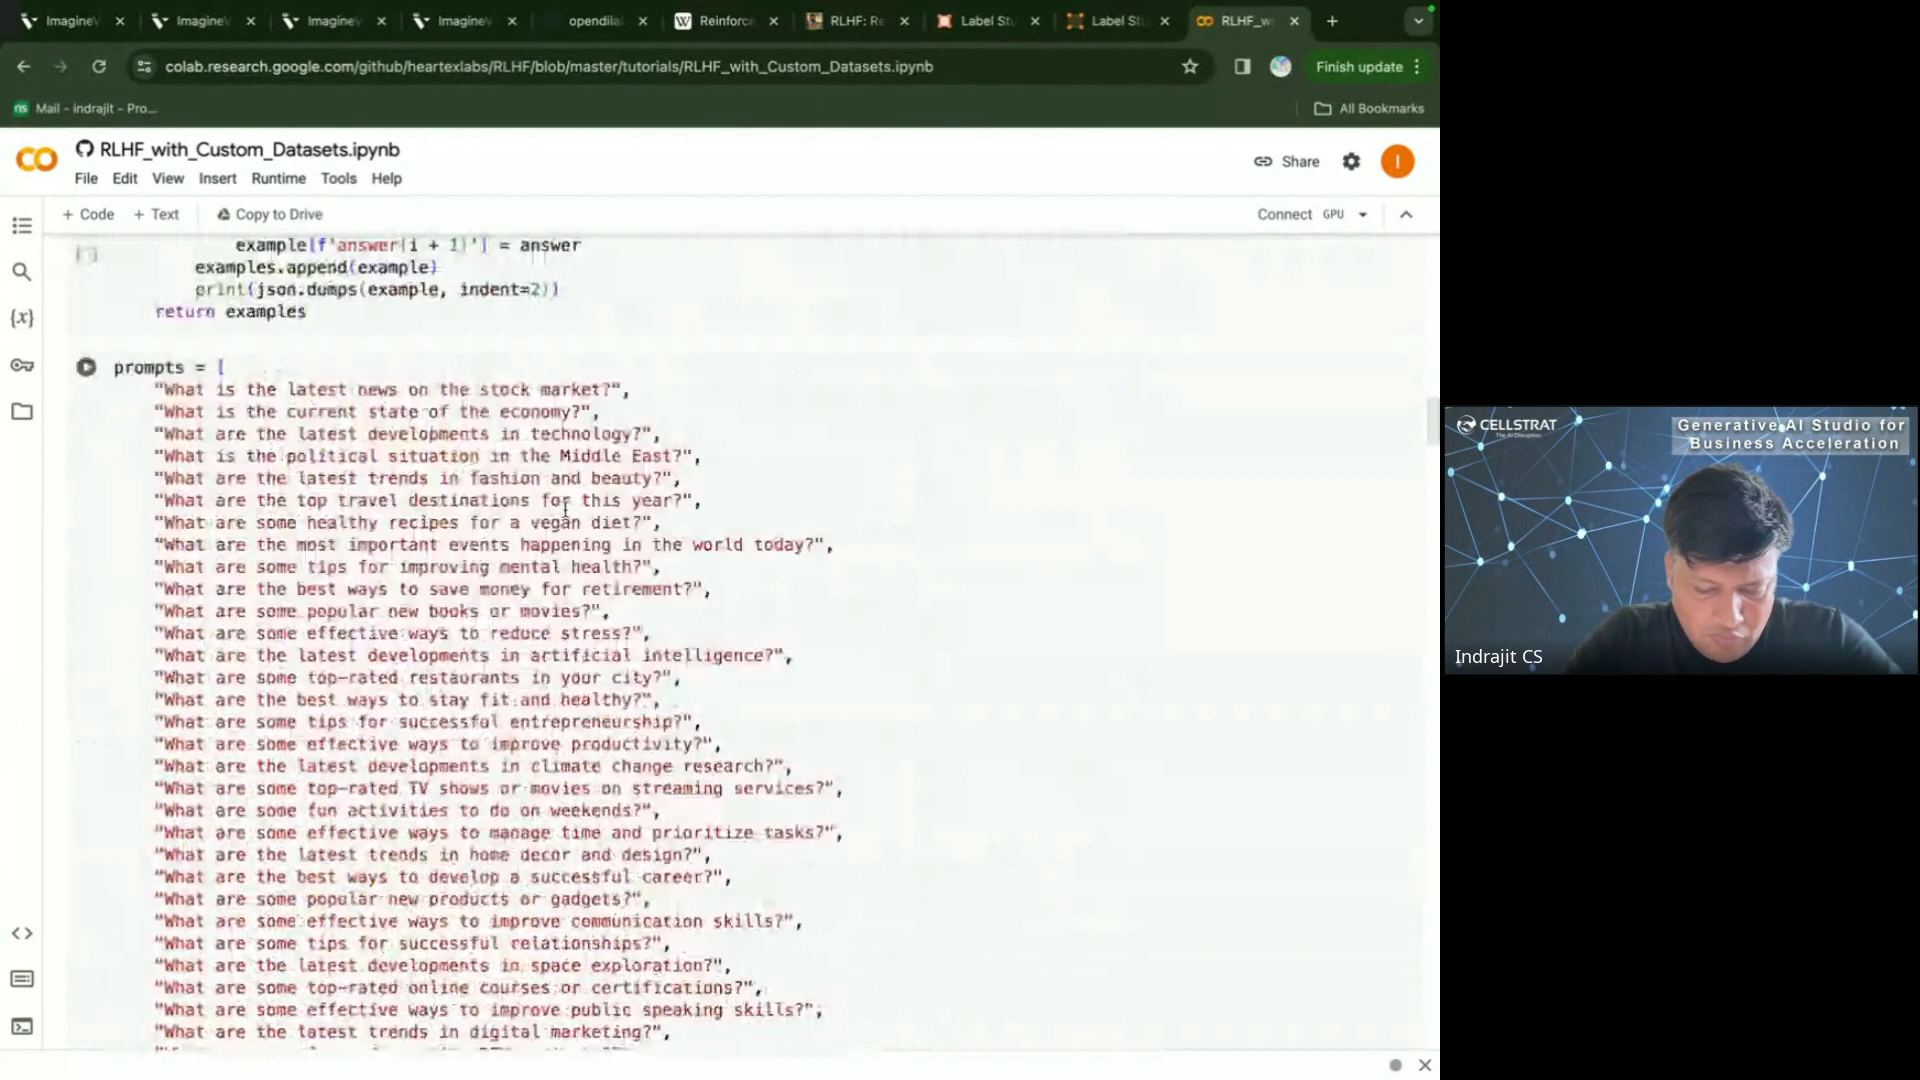 ImagineV
ImagineV
ImagineV
ImagineV
opendila
Reinforc
RLHF: Re
Label Stu
Label Stu
RLHF_wi
colab.research.google.com/github/heartexlabs/RLHF/blob/master/tutorials/RLHF_with_Custom_Datasets.ipynb
Finish update
ns Mail - indrajit - Pro...
All Bookmarks
RLHF_with_Custom_Datasets.ipynb
File Edit View Insert Runtime Tools Help
Share
I
+ Code + Text Copy to Drive
Connect GPU
example[f'answer{i + 1}'] = answer
examples.append(example)
print(json.dumps(example, indent=2))
return examples
prompts = [
"What is the latest news on the stock market?",
"What is the current state of the economy?",
"What are the latest developments in technology?",
"What is the political situation in the Middle East?",
"What are the latest trends in fashion and beauty?",
"What are the top travel destinations for this year?",
"What are some healthy recipes for a vegan diet?",
"What are the most important events happening in the world today?",
"What are some tips for improving mental health?",
"What are the best ways to save money for retirement?",
"What are some popular new books or movies?",
"What are some effective ways to reduce stress?",
"What are the latest developments in artificial intelligence?",
"What are some top-rated restaurants in your city?",
"What are the best ways to stay fit and healthy?",
"What are some tips for successful entrepreneurship?",
"What are some effective ways to improve productivity?",
"What are the latest developments in climate change research?",
"What are some top-rated TV shows or movies on streaming services?",
"What are some fun activities to do on weekends?",
"What are some effective ways to manage time and prioritize tasks?",
"What are the latest trends in home decor and design?",
"What are the best ways to develop a successful career?",
"What are some popular new products or gadgets?",
"What are some effective ways to improve communication skills?",
"What are some tips for successful relationships?",
"What are the latest developments in space exploration?",
"What are some top-rated online courses or certifications?",
"What are some effective ways to improve public speaking skills?",
"What are the latest trends in digital marketing?",
CELLSTRAT
Generative AI Studio for
Business Acceleration
Indrajit CS